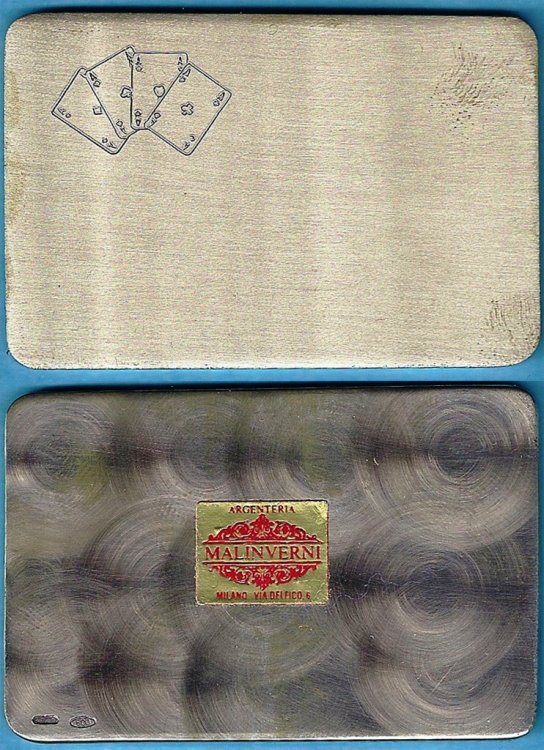 ARGENTERIA
MALINVERNI
MILANO VIA DELFICO 6